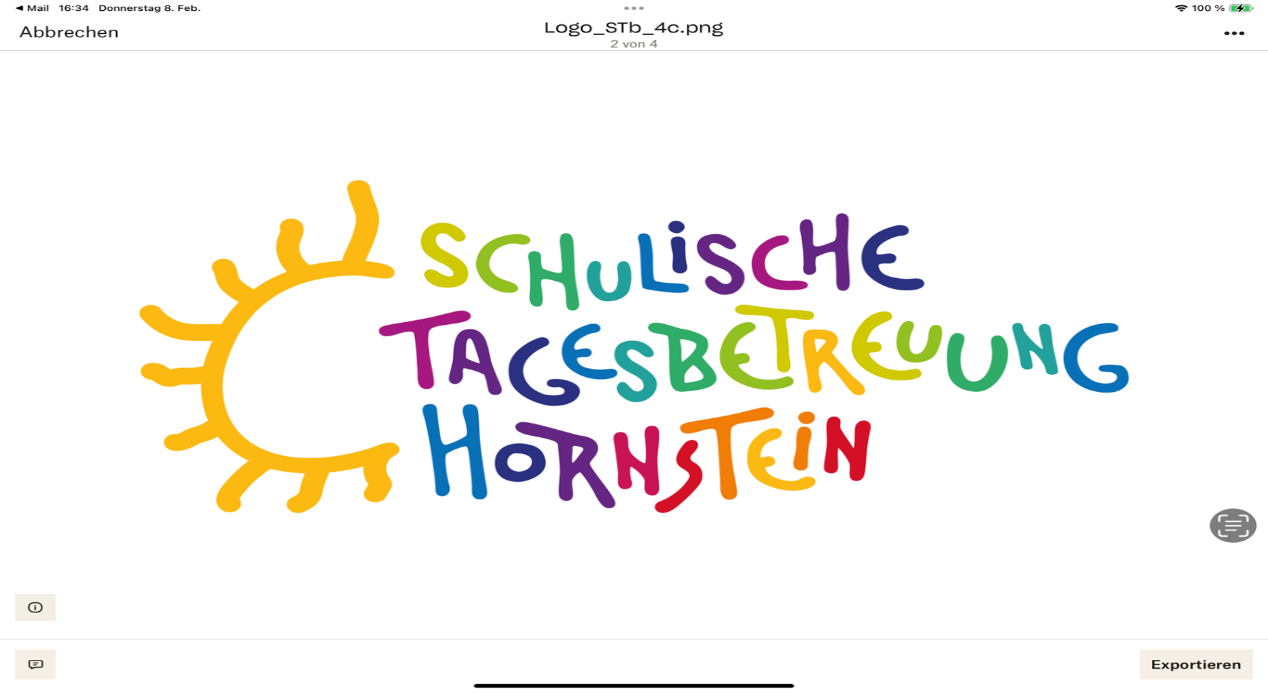 ◀ Mail 16:34 Donnerstag 8. Feb. 100 %
Abbrechen
Logo_STb_4c.png
2 von 4
SCHULiSCHE
TAGESBETREUUNG
HORNSTEiN
Exportieren